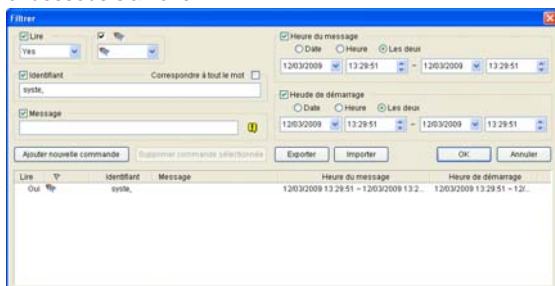 Filtrer
Lire
Yes
Identifiant
Correspondre à tout le mot
syste,
Message
Heure du message
Date Heure Les deux
12/03/2009 13:29:51 ~ 12/03/2009 13:29:51
Heude de démarrage
Date Heure Les deux
12/03/2009 13:29:51 ~ 12/03/2009 13:29:51
Ajouter nouvelle commande Supprimer commande sélectionnée Exporter Importer OK Annuler
Lire Identifiant Message Heure du message Heure de démarrage
Oui syste, 12/03/2009 13:29:51 ~ 12/03/2009 13:2... 12/03/2009 13:29:51 ~ 12/...